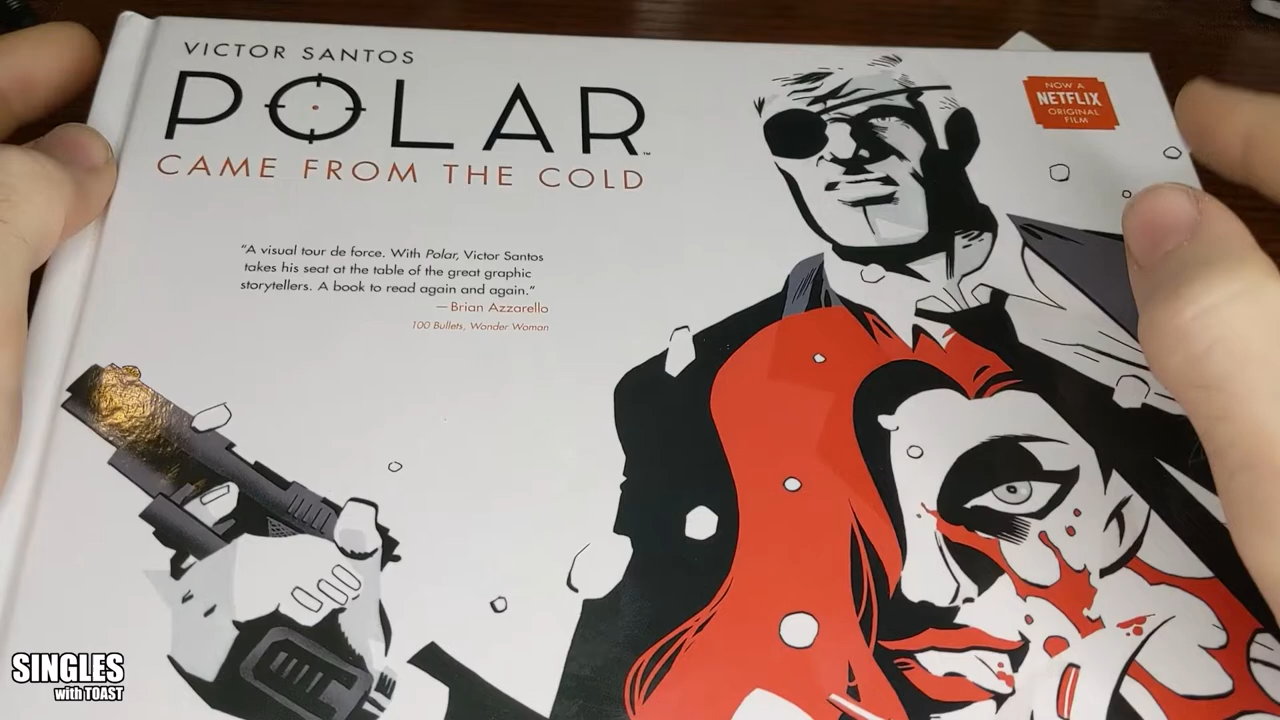 VICTOR SANTOS
POLAR™
CAME FROM THE COLD
NOW A
NETFLIX
ORIGINAL
FILM
"A visual tour de force. With Polar, Victor Santos
takes his seat at the table of the great graphic
storytellers. A book to read again and again."
—Brian Azzarello
100 Bullets, Wonder Woman
SINGLES
with TOAST